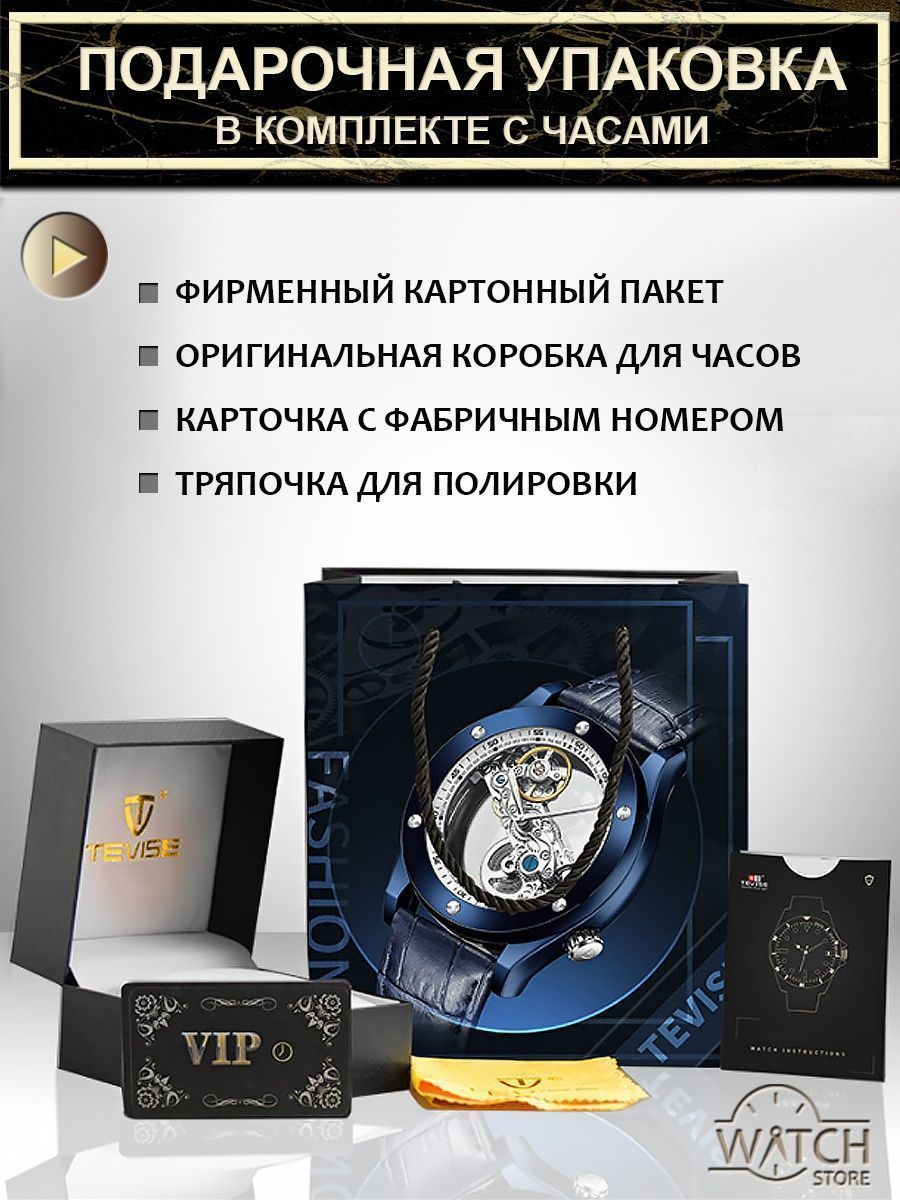 ПОДАРОЧНАЯ УПАКОВКА
В КОМПЛЕКТЕ С ЧАСАМИ
ФИРМЕННЫЙ КАРТОННЫЙ ПАКЕТ
ОРИГИНАЛЬНАЯ КОРОБКА ДЛЯ ЧАСОВ
КАРТОЧКА С ФАБРИЧНЫМ НОМЕРОМ
ТРЯПОЧКА ДЛЯ ПОЛИРОВКИ
FASHION
TEVISE
TEVISE
VIP
TEVISE
WATCH INSTRUCTIONS
WATCH
STORE